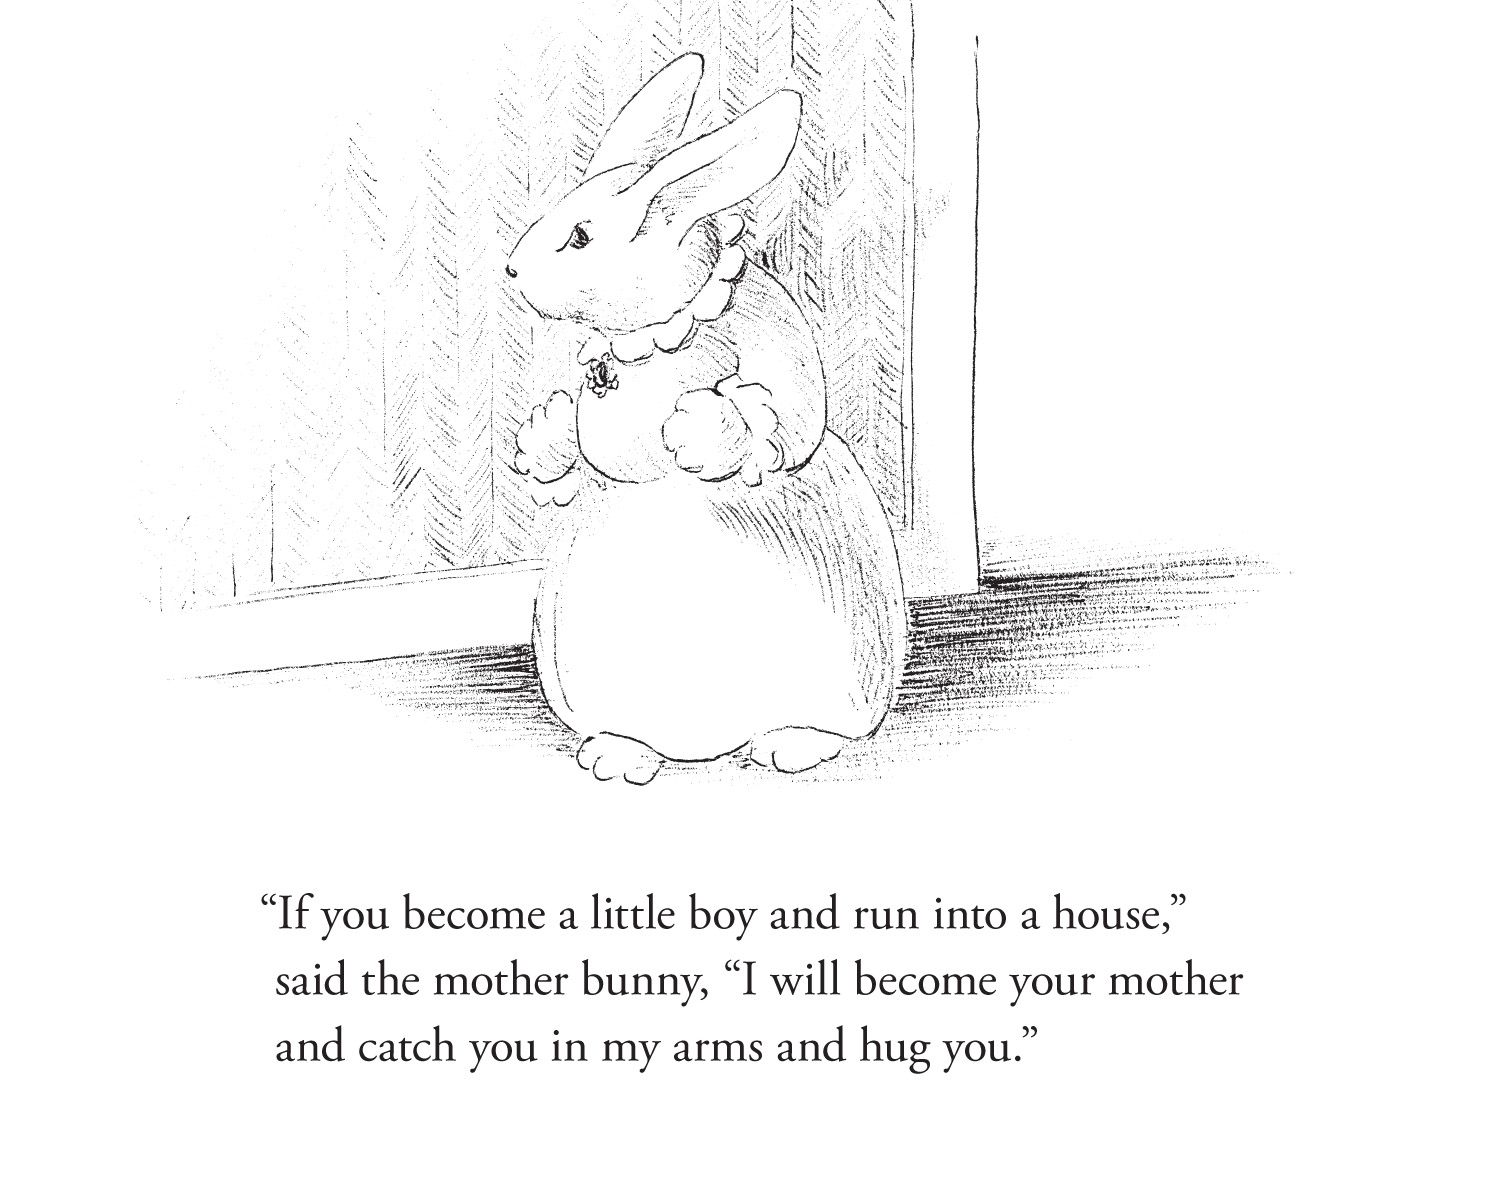 “If you become a little boy and run into a house,”
said the mother bunny, “I will become your mother
and catch you in my arms and hug you.”